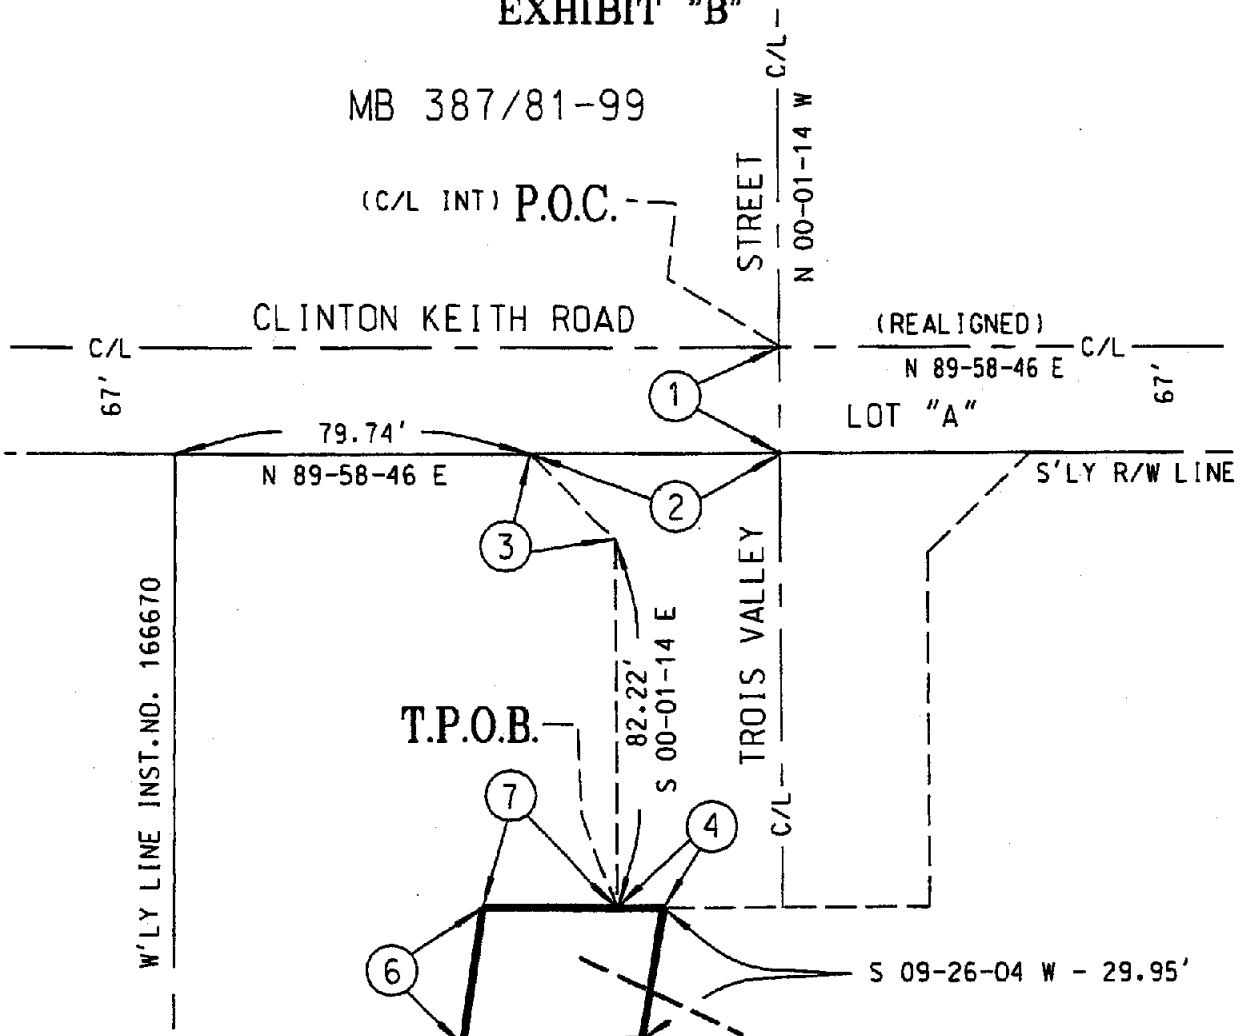 EXHIBIT "B"
MB 387/81-99
C/L
N 00-01-14 W
STREET
(C/L INT) P.O.C.
CLINTON KEITH ROAD
(REALIGNED)
C/L
C/L
N 89-58-46 E
67'
67'
1
LOT "A"
79.74'
N 89-58-46 E
S'LY R/W LINE
2
3
W'LY LINE INST.NO. 166670
82.22'
S 00-01-14 E
TROIS VALLEY
T.P.O.B.
7
4
C/L
6
S 09-26-04 W - 29.95'